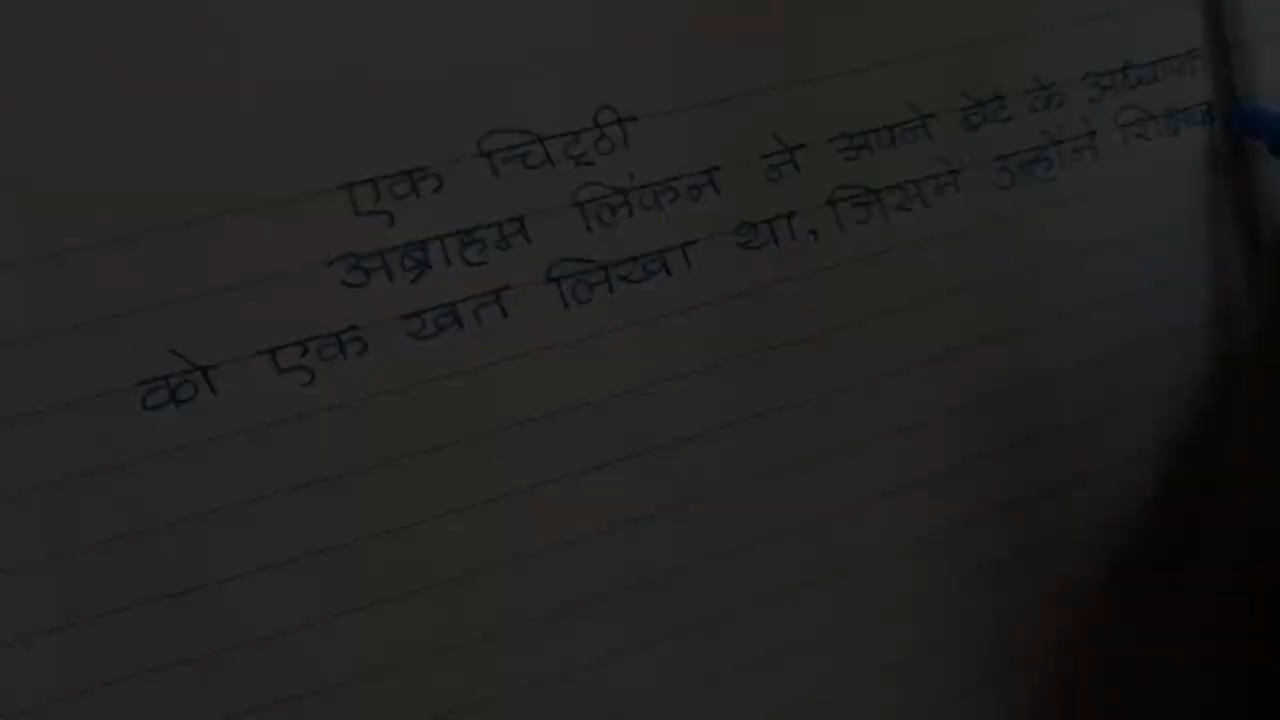 एक चिट्ठी
अब्राहम लिंकन ने अपने बेटे के
को एक खत लिखा था, जिसमें उन्होंने